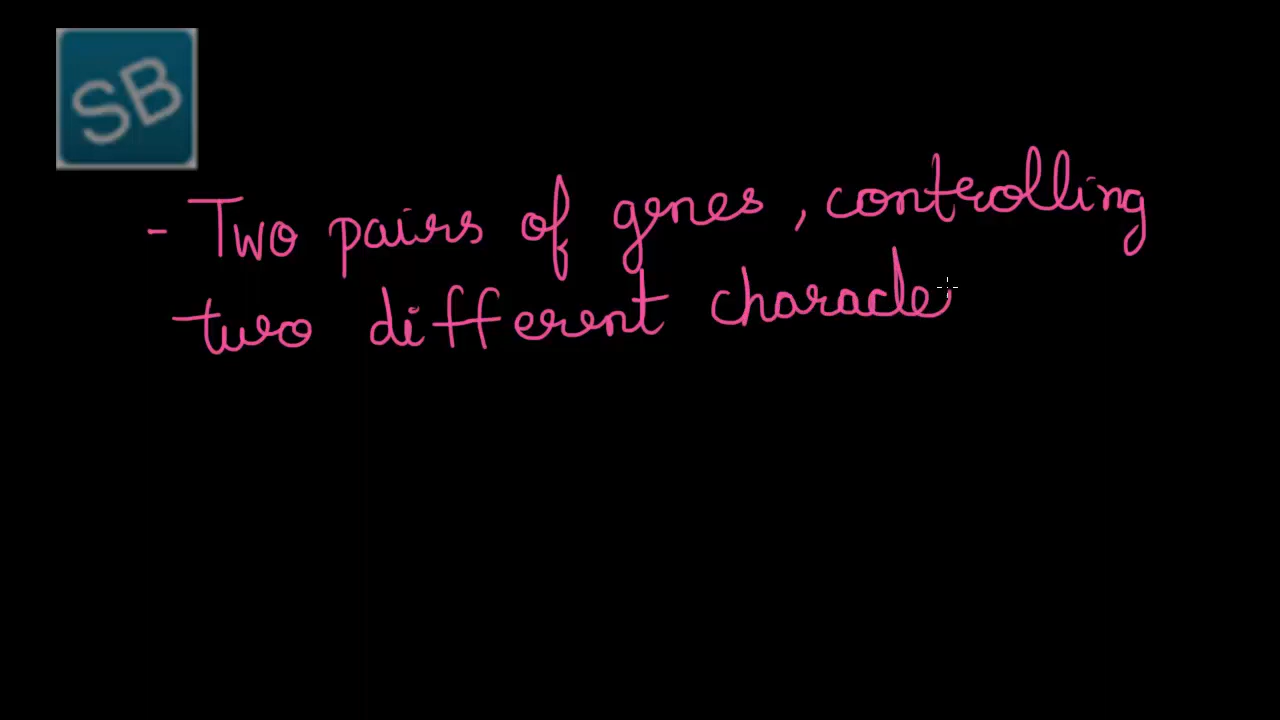 SB
- Two pairs of genes, controlling
two different characte